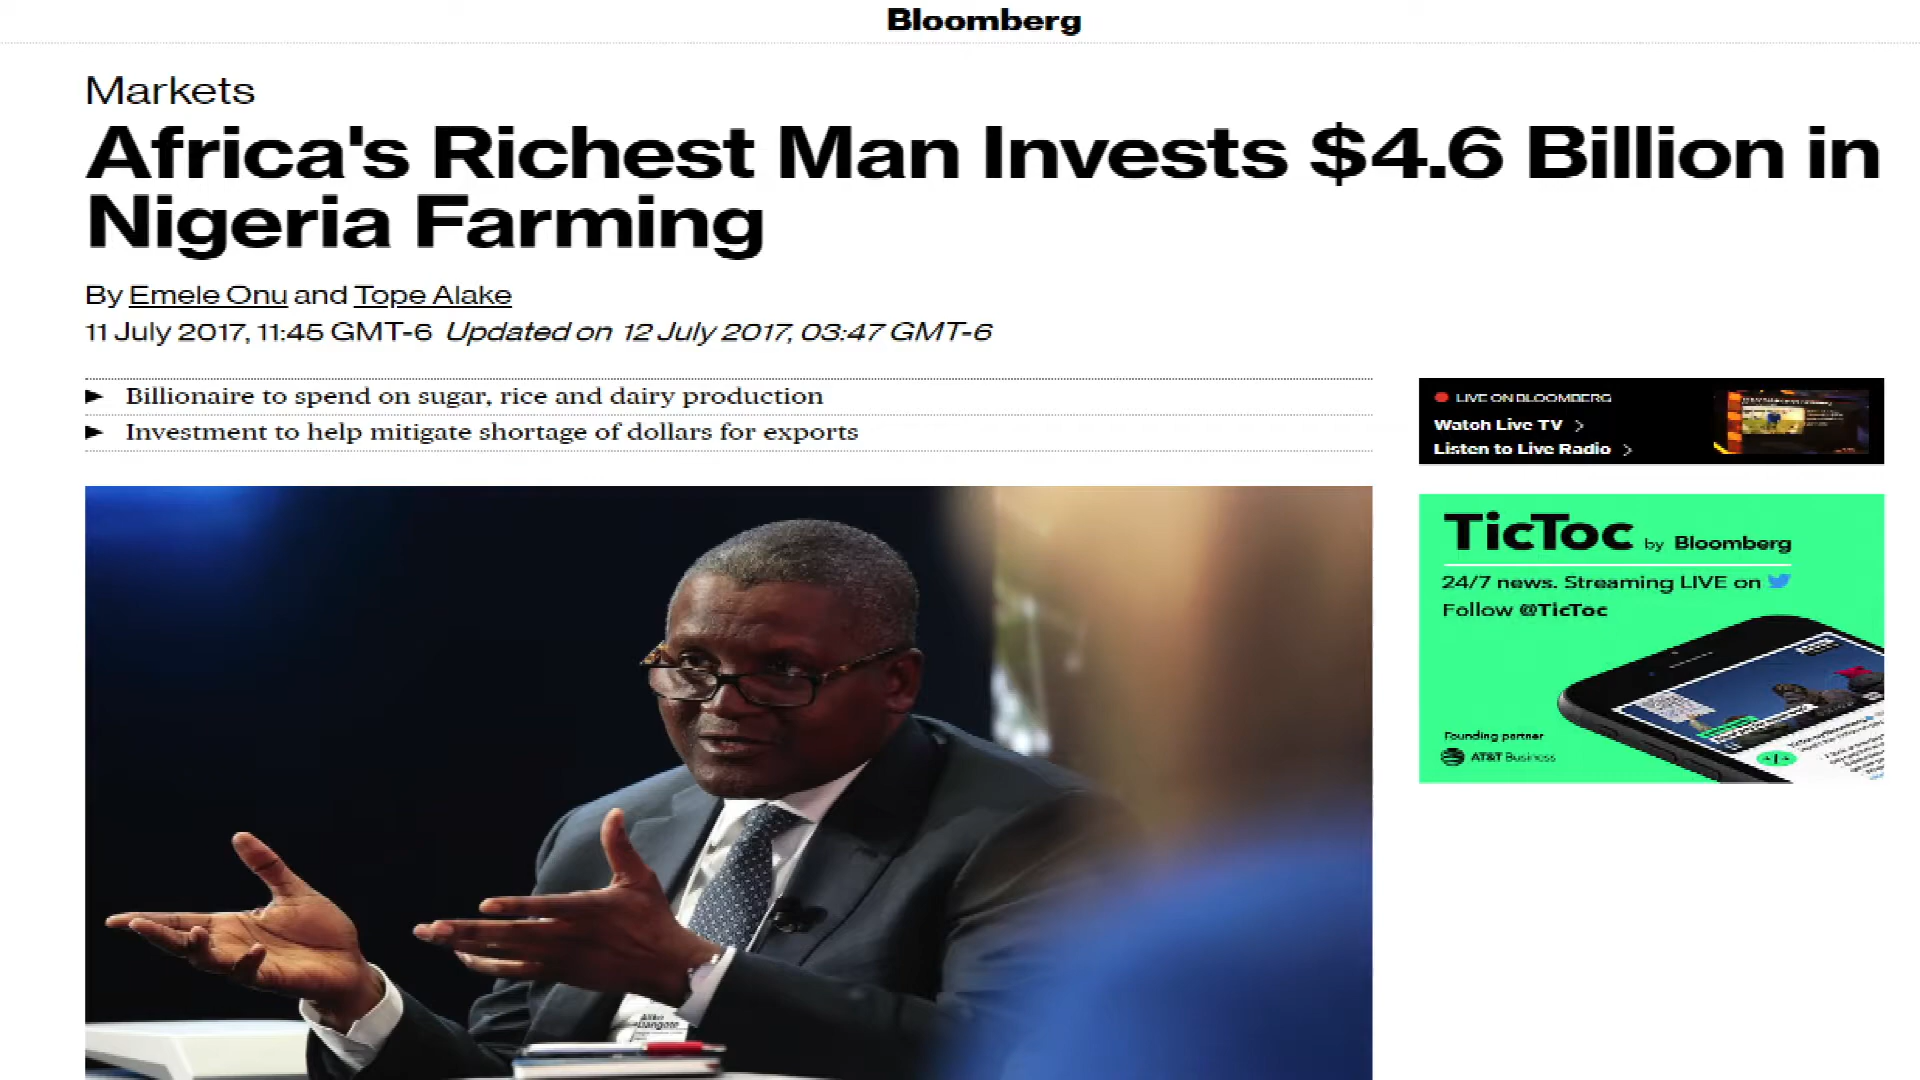 Bloomberg
Markets
Africa's Richest Man Invests $4.6 Billion in
Nigeria Farming
By Emele Onu and Tope Alake
11 July 2017, 11:45 GMT-6 Updated on 12 July 2017, 03:47 GMT-6
► Billionaire to spend on sugar, rice and dairy production
► Investment to help mitigate shortage of dollars for exports
LIVE ON BLOOMBERG
Watch Live TV >
Listen to Live Radio >
TicToc by Bloomberg
24/7 news. Streaming LIVE on
Follow @TicToc
Founding partner
AT&T Business
Aliko
Dangote